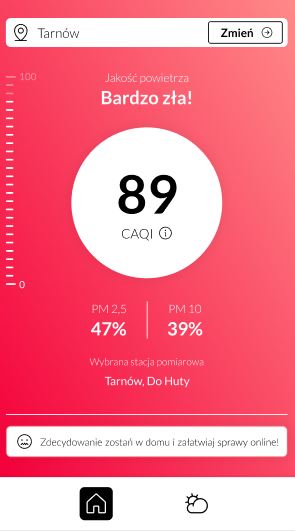 Tarnów
Zmień
100
Jakość powietrza
Bardzo zła!
89
CAQI
0
PM 2,5
PM 10
47%
39%
Wybrana stacja pomiarowa
Tarnów, Do Huty
Zdecydowanie zostań w domu i załatwiaj sprawy online!